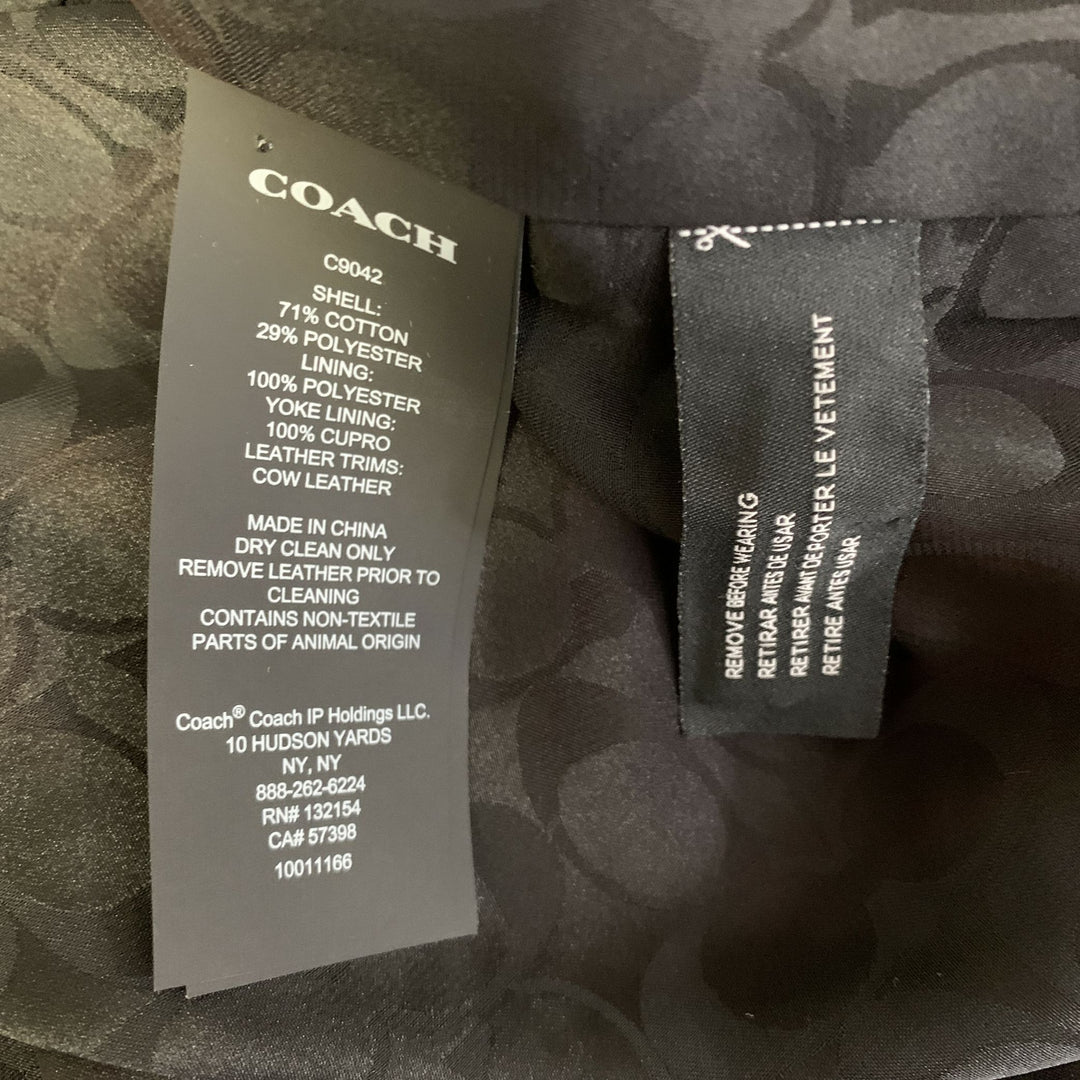 COACH
C9042
SHELL:
71% COTTON
29% POLYESTER
LINING:
100% POLYESTER
YOKE LINING:
100% CUPRO
LEATHER TRIMS:
COW LEATHER
MADE IN CHINA
DRY CLEAN ONLY
REMOVE LEATHER PRIOR TO
CLEANING
CONTAINS NON-TEXTILE
PARTS OF ANIMAL ORIGIN
Coach® Coach IP Holdings LLC.
10 HUDSON YARDS
NY, NY
888-262-6224
RN# 132154
CA# 57398
10011166
REMOVE BEFORE WEARING
RETIRAR ANTES DE USAR
RETIRER AVANT DE PORTER LE VETEMENT
RETIRE ANTES USAR